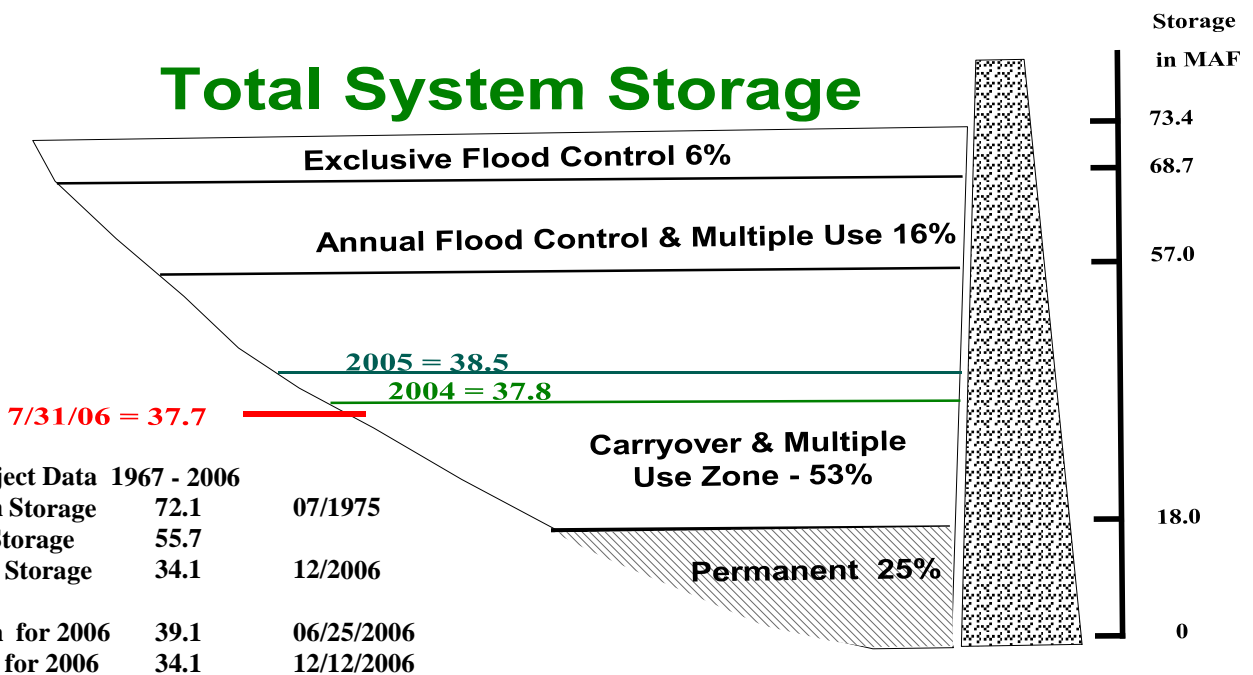 Storage
in MAF
Total System Storage
73.4
Exclusive Flood Control 6%
68.7
Annual Flood Control & Multiple Use 16%
57.0
2005 = 38.5
2004 = 37.8
7/31/06 = 37.7
Carryover & Multiple
Use Zone - 53%
Data 1967 - 2006
Storage 72.1 07/1975
Storage 55.7
Storage 34.1 12/2006
18.0
Permanent 25%
for 2006 39.1 06/25/2006
for 2006 34.1 12/12/2006
0